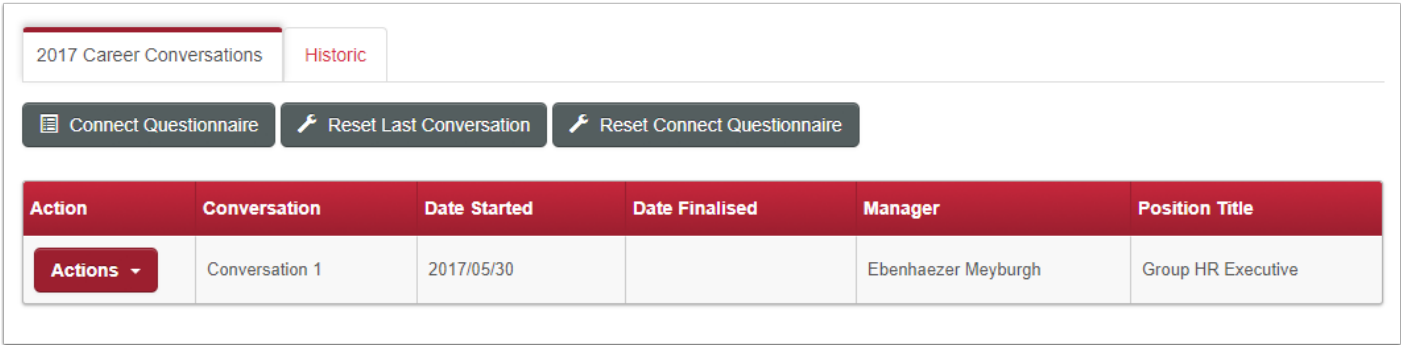 2017 Career Conversations Historic
Connect Questionnaire Reset Last Conversation Reset Connect Questionnaire
Action Conversation Date Started Date Finalised Manager Position Title
Actions Conversation 1 2017/05/30 Ebenhaezer Meyburgh Group HR Executive